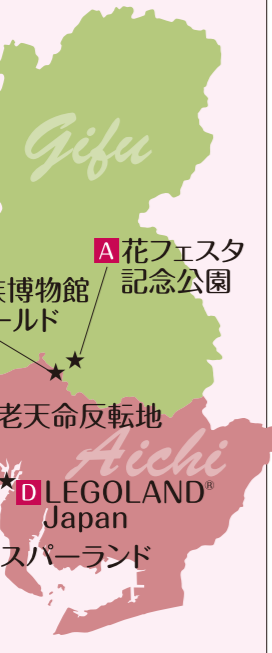 Gifu
A 花フェスタ
記念公園
族博物館
ールド
老天命反転地
Aichi
D LEGOLAND®
Japan
スパーランド